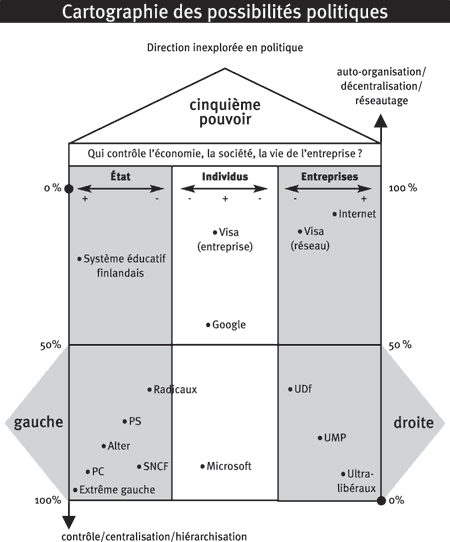 Cartographie des possibilités politiques
Direction inexplorée en politique
auto-organisation/
décentralisation/
réseautage
cinquième
pouvoir
Qui contrôle l'économie, la société, la vie de l'entreprise ?
0 %
État
Individus
Entreprises
100 %
+ -
- + -
- +
Internet
Visa
(entreprise)
Visa
(réseau)
Système éducatif
finlandais
Google
50%
50 %
Radicaux
UDf
gauche
PS
droite
UMP
Alter
SNCF
Microsoft
PC
Ultra-
libéraux
Extrême gauche
100%
0%
contrôle/centralisation/hiérarchisation